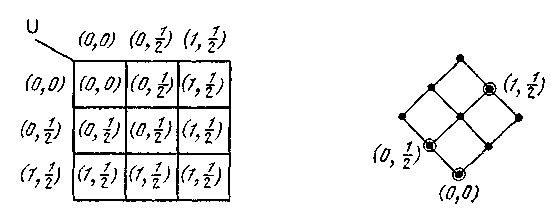 U (0,0) (0,1/2) (1,1/2)
(0,0) (0,0) (0,1/2) (1,1/2)
(0,1/2) (0,1/2) (0,1/2) (1,1/2)
(1,1/2) (1,1/2) (1,1/2) (1,1/2)
(1,1/2)
(0,1/2)
(0,0)